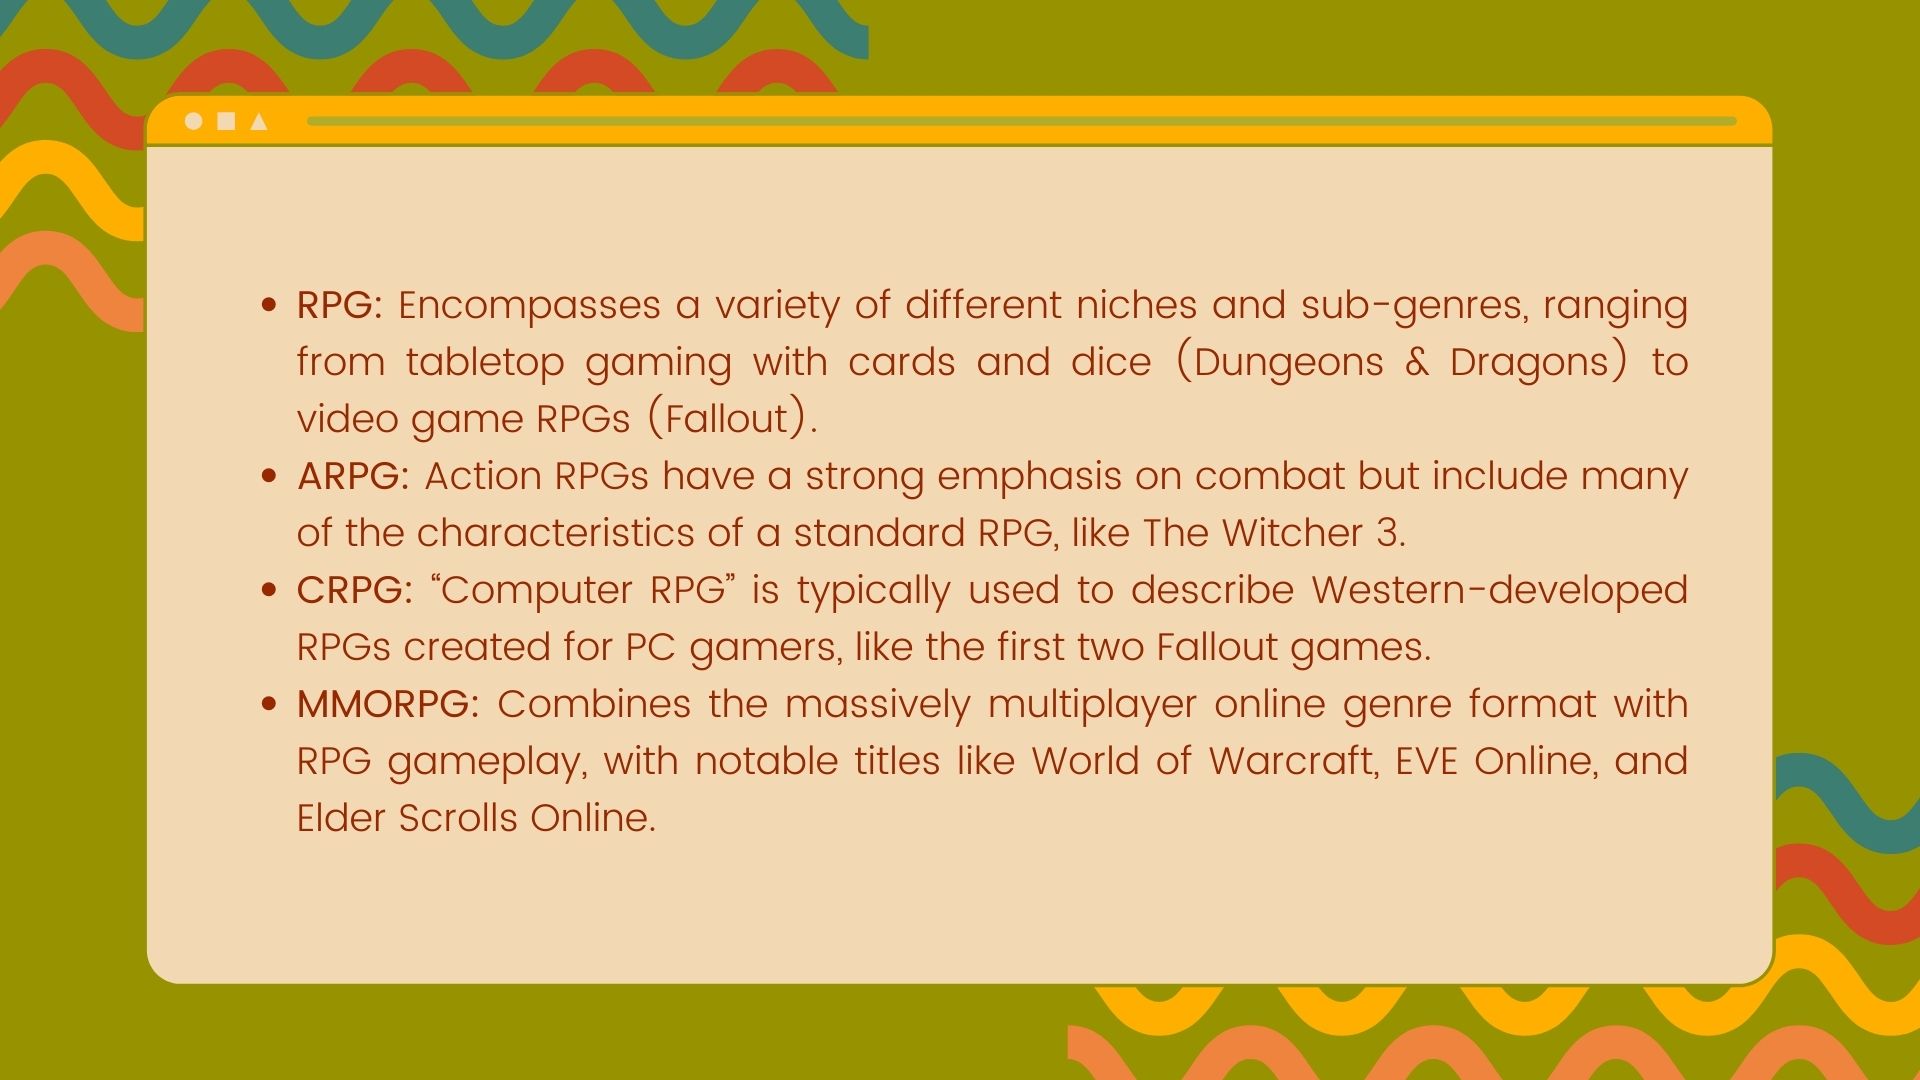 • RPG: Encompasses a variety of different niches and sub-genres, ranging
from tabletop gaming with cards and dice (Dungeons & Dragons) to
video game RPGs (Fallout).
• ARPG: Action RPGs have a strong emphasis on combat but include many
of the characteristics of a standard RPG, like The Witcher 3.
• CRPG: “Computer RPG” is typically used to describe Western-developed
RPGs created for PC gamers, like the first two Fallout games.
• MMORPG: Combines the massively multiplayer online genre format with
RPG gameplay, with notable titles like World of Warcraft, EVE Online, and
Elder Scrolls Online.